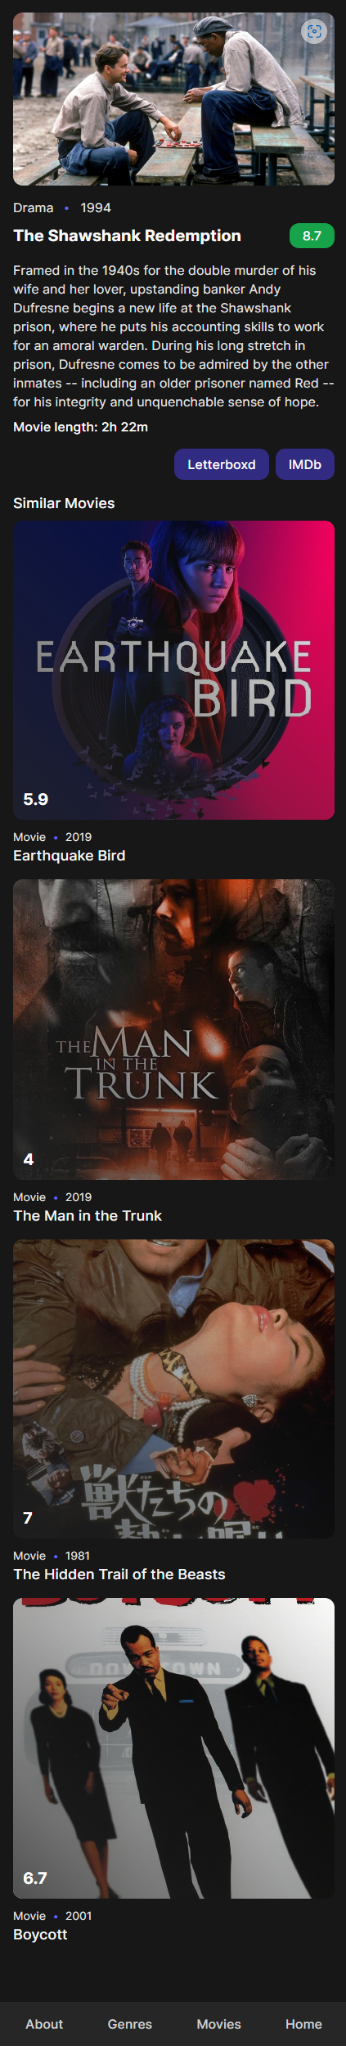 Drama • 1994
The Shawshank Redemption 8.7
Framed in the 1940s for the double murder of his
wife and her lover, upstanding banker Andy
Dufresne begins a new life at the Shawshank
prison, where he puts his accounting skills to work
for an amoral warden. During his long stretch in
prison, Dufresne comes to be admired by the other
inmates -- including an older prisoner named Red --
for his integrity and unquenchable sense of hope.
Movie length: 2h 22m
Letterboxd IMDb
Similar Movies
EARTHQUAKE
BIRD
5.9
Movie • 2019
Earthquake Bird
THE MAN
IN THE
TRUNK
4
Movie • 2019
The Man in the Trunk
獣たちの
7
Movie • 1981
The Hidden Trail of the Beasts
6.7
Movie • 2001
Boycott
About Genres Movies Home